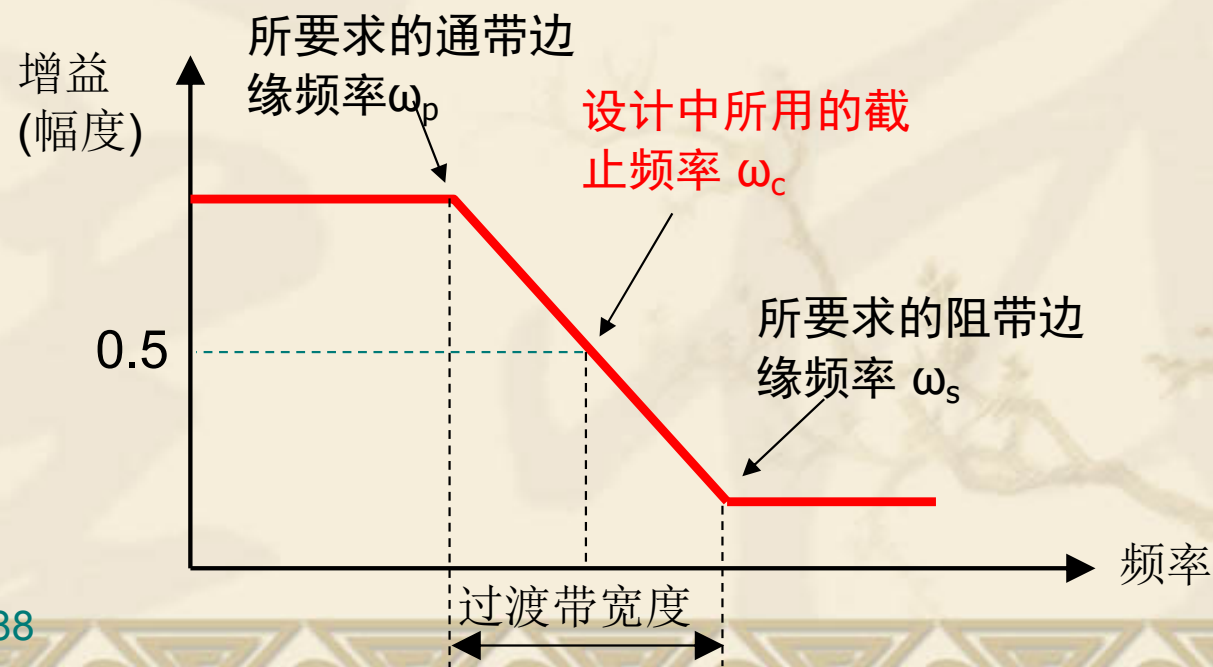 所要求的通带边
缘频率ωp
增益
(幅度)
设计中所用的截
止频率 ωc
所要求的阻带边
缘频率 ωs
0.5
频率
过渡带宽度